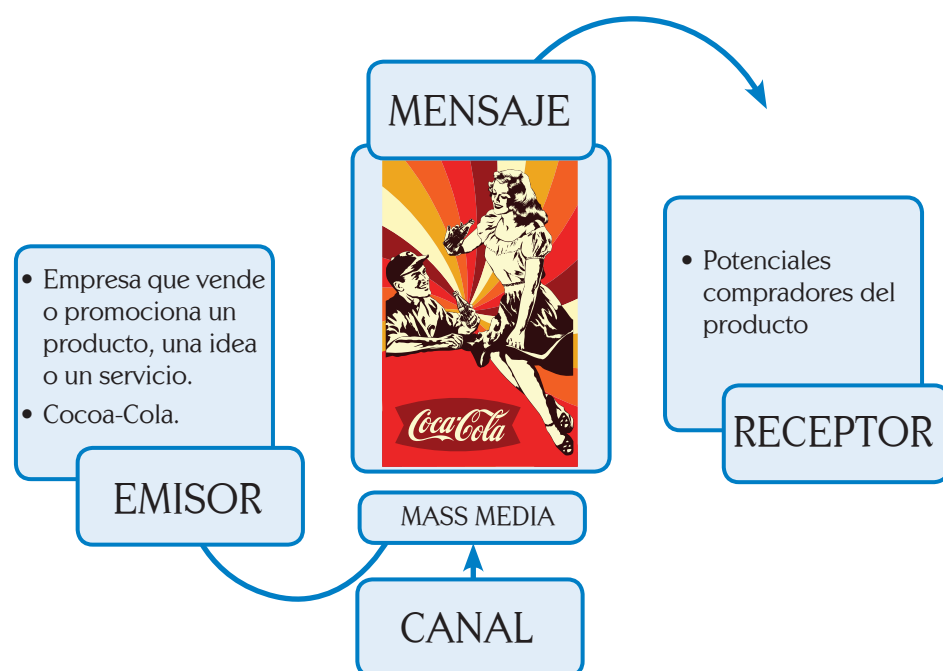 MENSAJE
Coca-Cola
• Empresa que vende
o promociona un
producto, una idea
o un servicio.
• Cocoa-Cola.
EMISOR
MASS MEDIA
CANAL
• Potenciales
compradores del
producto
RECEPTOR